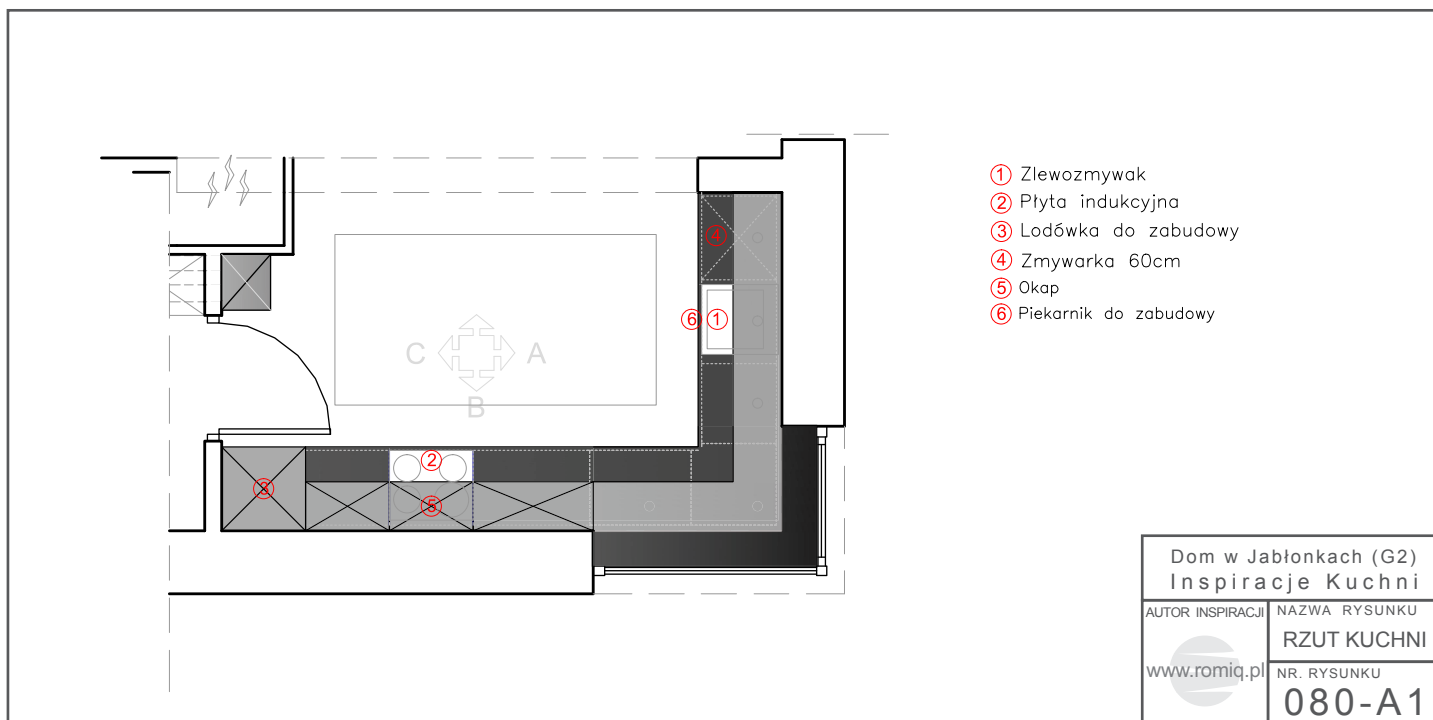 1 Zlewozmywak
2 Płyta indukcyjna
3 Lodówka do zabudowy
4 Zmywarka 60cm
5 Okap
6 Piekarnik do zabudowy
4
6 1
C A
B
2
3
5
Dom w Jabłonkach (G2)
Inspiracje Kuchni
AUTOR INSPIRACJI
www.romiq.pl
NAZWA RYSUNKU
RZUT KUCHNI
NR. RYSUNKU
080-A1